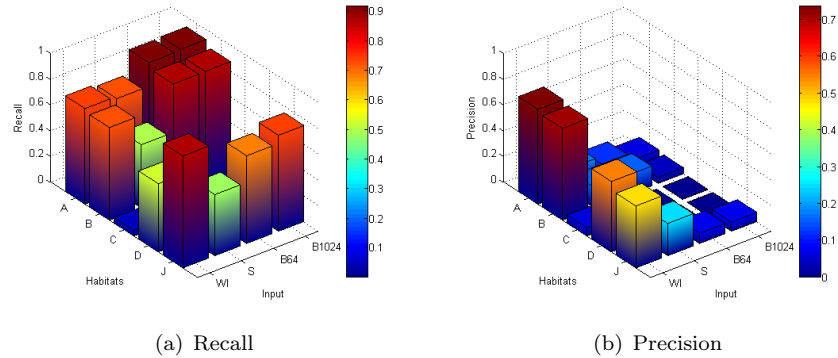 Recall
1
0.8
0.6
0.4
0.2
0
A
B
C
D
J
Habitats
WI
S
B64
B1024
Input
0.9
0.8
0.7
0.6
0.5
0.4
0.3
0.2
0.1
(a) Recall
Precision
1
0.8
0.6
0.4
0.2
0
A
B
C
D
J
Habitats
WI
S
B64
B1024
Input
0.7
0.6
0.5
0.4
0.3
0.2
0.1
0
(b) Precision